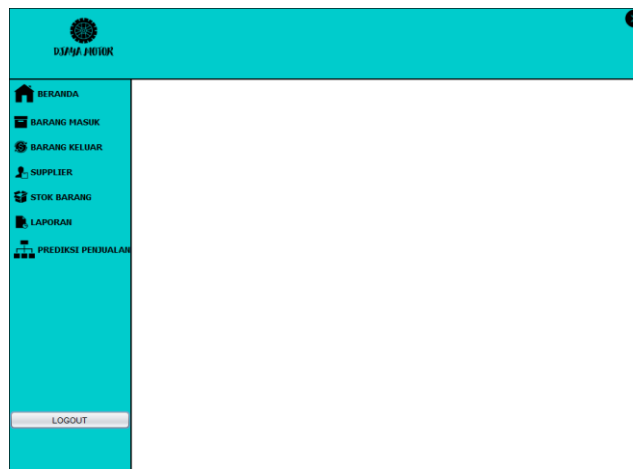 DJAYA MOTOR
BERANDA
BARANG MASUK
BARANG KELUAR
SUPPLIER
STOK BARANG
LAPORAN
PREDIKSI PENJUALAN
LOGOUT